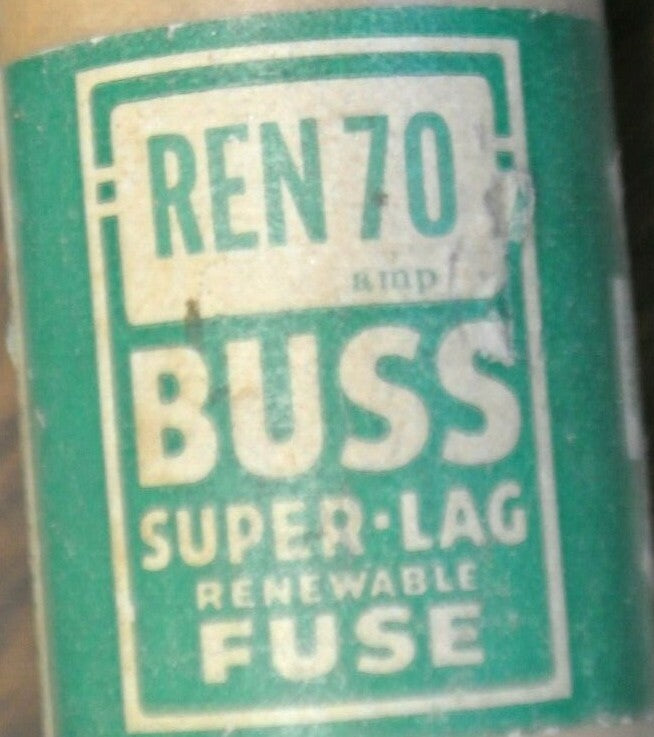 REN 70
amp
BUSS
SUPER·LAG
RENEWABLE
FUSE